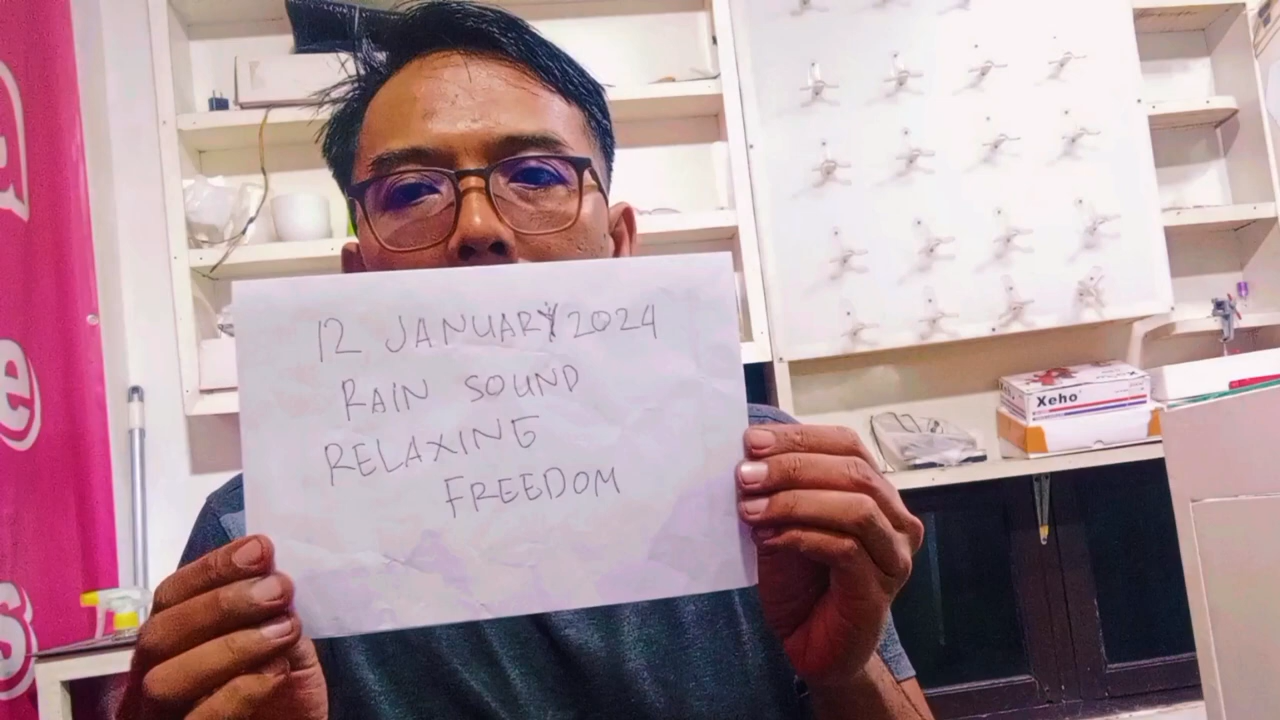 12 JANUARY 2024
RAIN SOUND
RELAXING
FREEDOM
Xeho
a
e
s